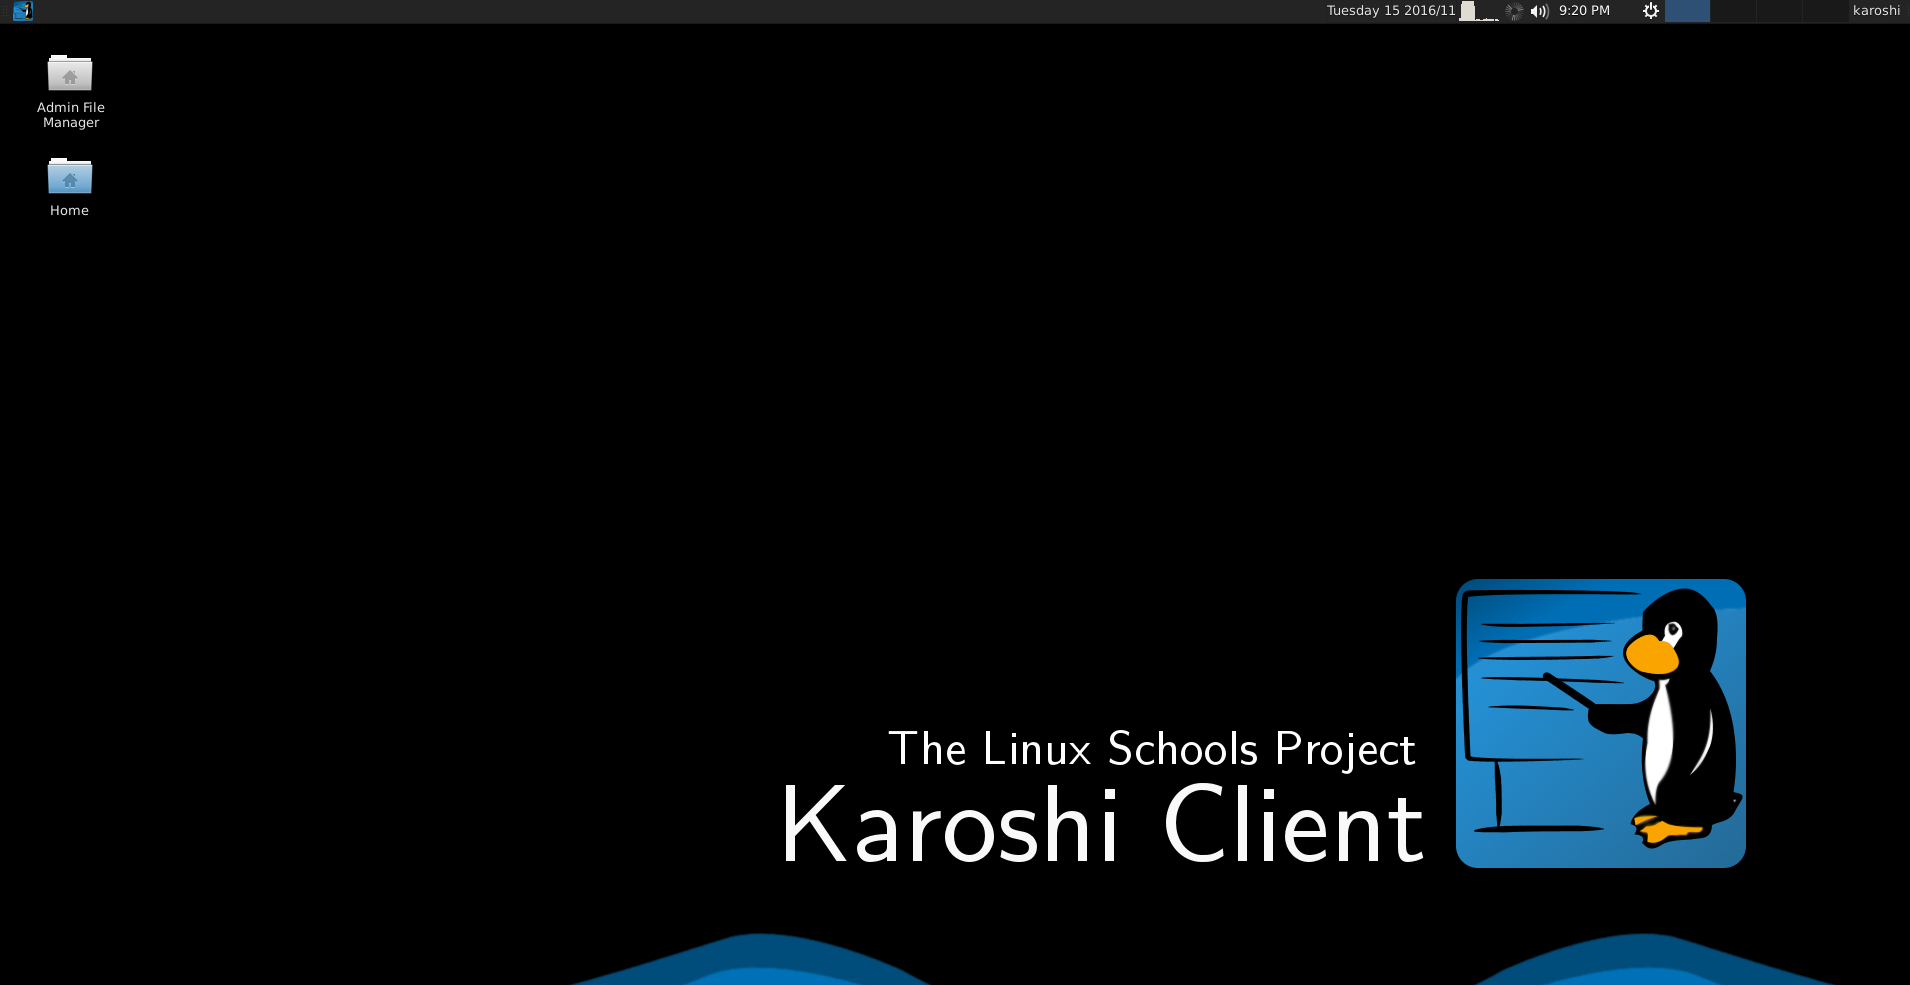 Tuesday 15 2016/11 9:20 PM karoshi
Admin File
Manager
Home
The Linux Schools Project
Karoshi Client